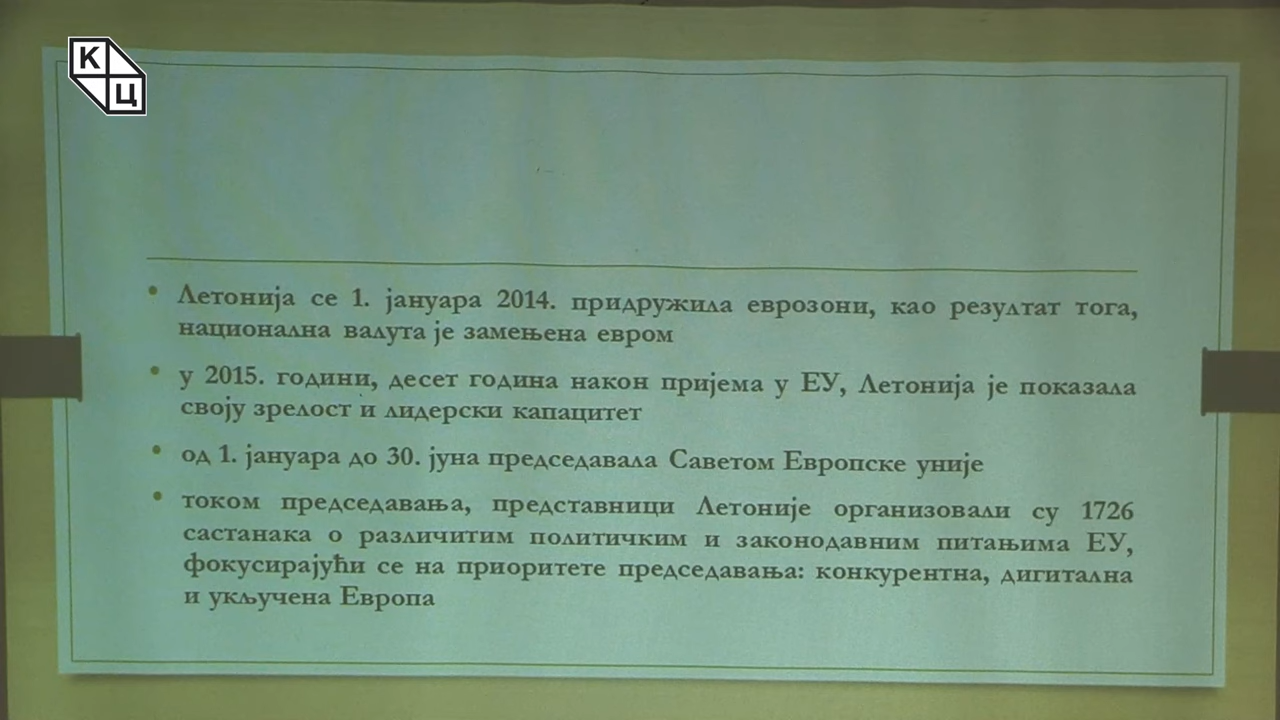 К
Ц
Летонија се 1. јануара 2014. придружила еврозони, као резултат тога,
национална валута је замењена евром
у 2015. години, десет година након пријема у ЕУ, Летонија је показала
своју зрелост и лидерски капацитет
од 1. јануара до 30. јуна председавала Саветом Европске уније
током председавања, представници Летоније организовали су 1726
састанака о различитим политичким и законодавним питањима ЕУ,
фокусирајући се на приоритете председавања: конкурентна, дигитална
и укључена Европа